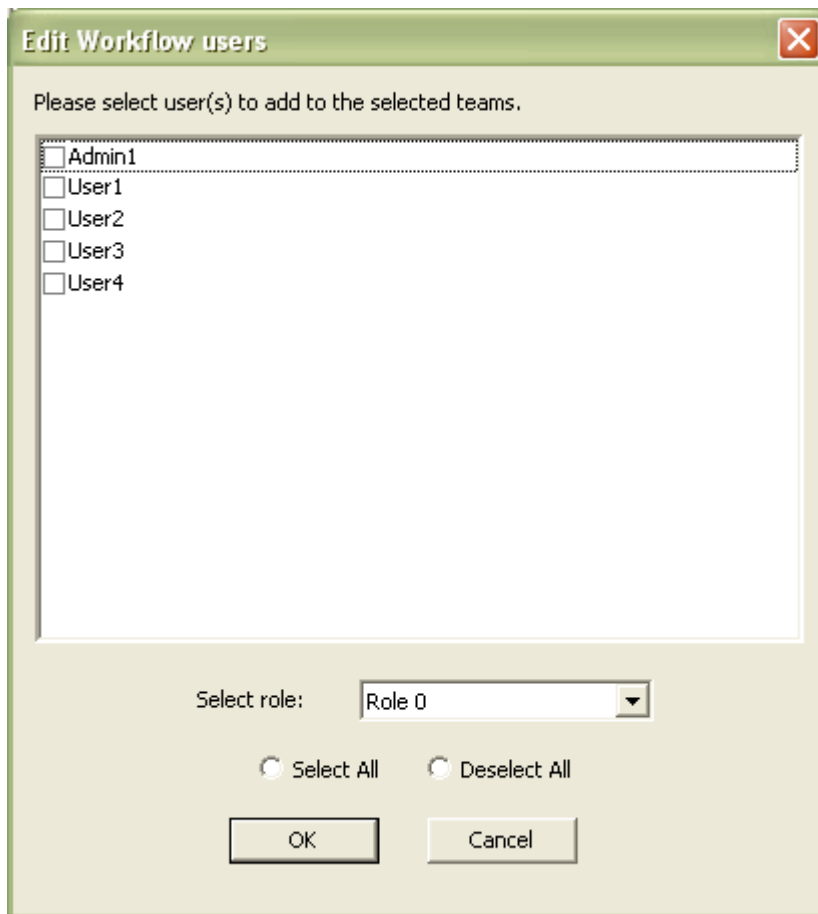 Edit Workflow users
Please select user(s) to add to the selected teams.
Admin1
User1
User2
User3
User4
Select role: Role 0
Select All Deselect All
OK Cancel